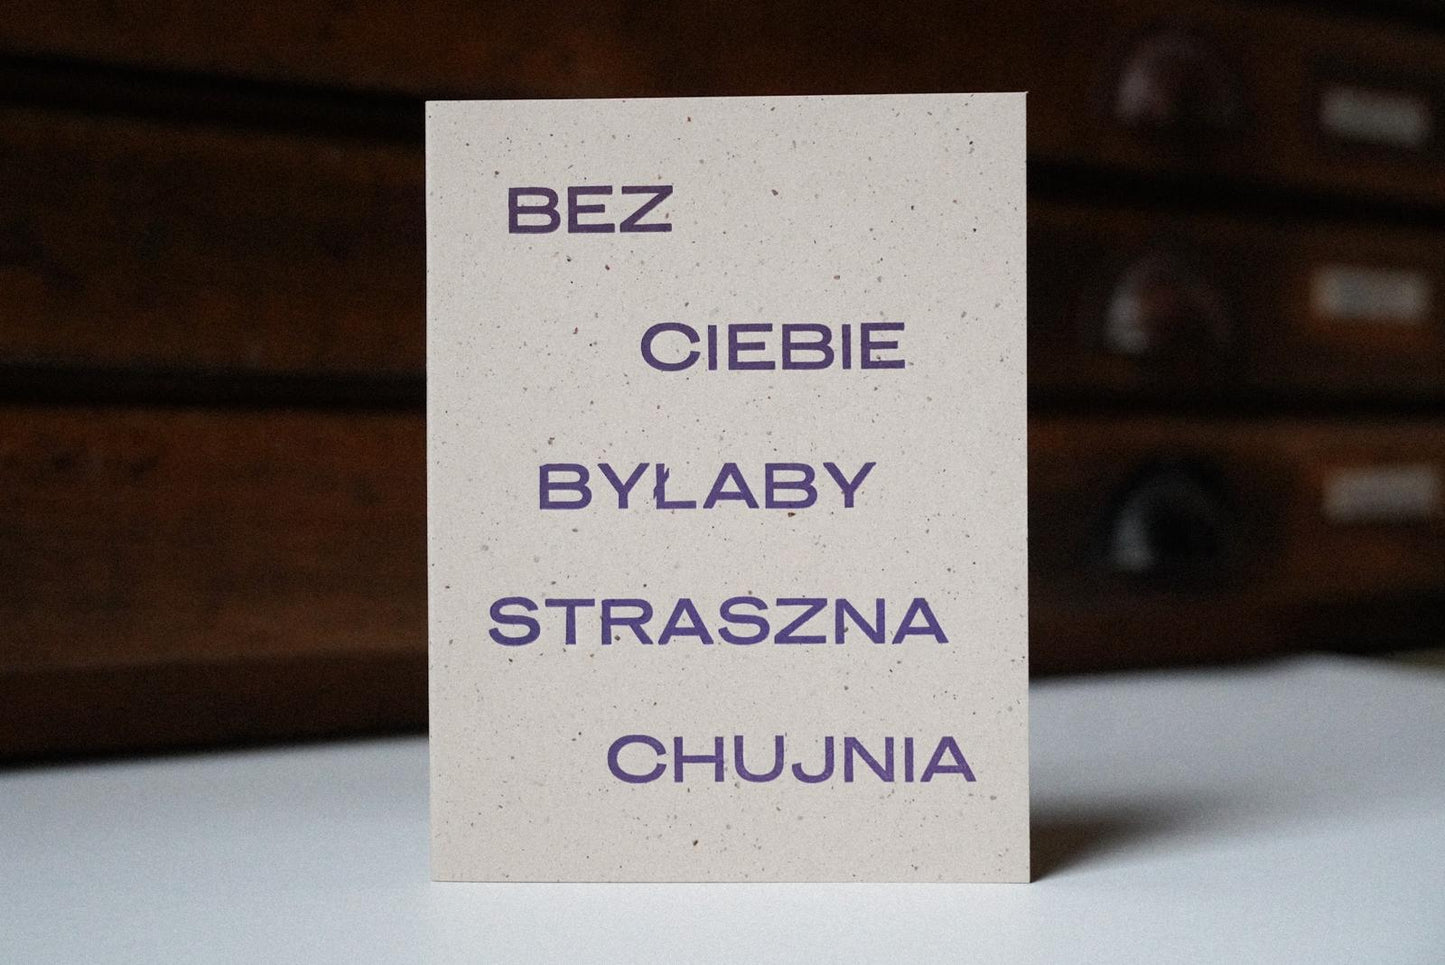 BEZ
CIEBIE
BYŁABY
STRASZNA
CHUJNIA